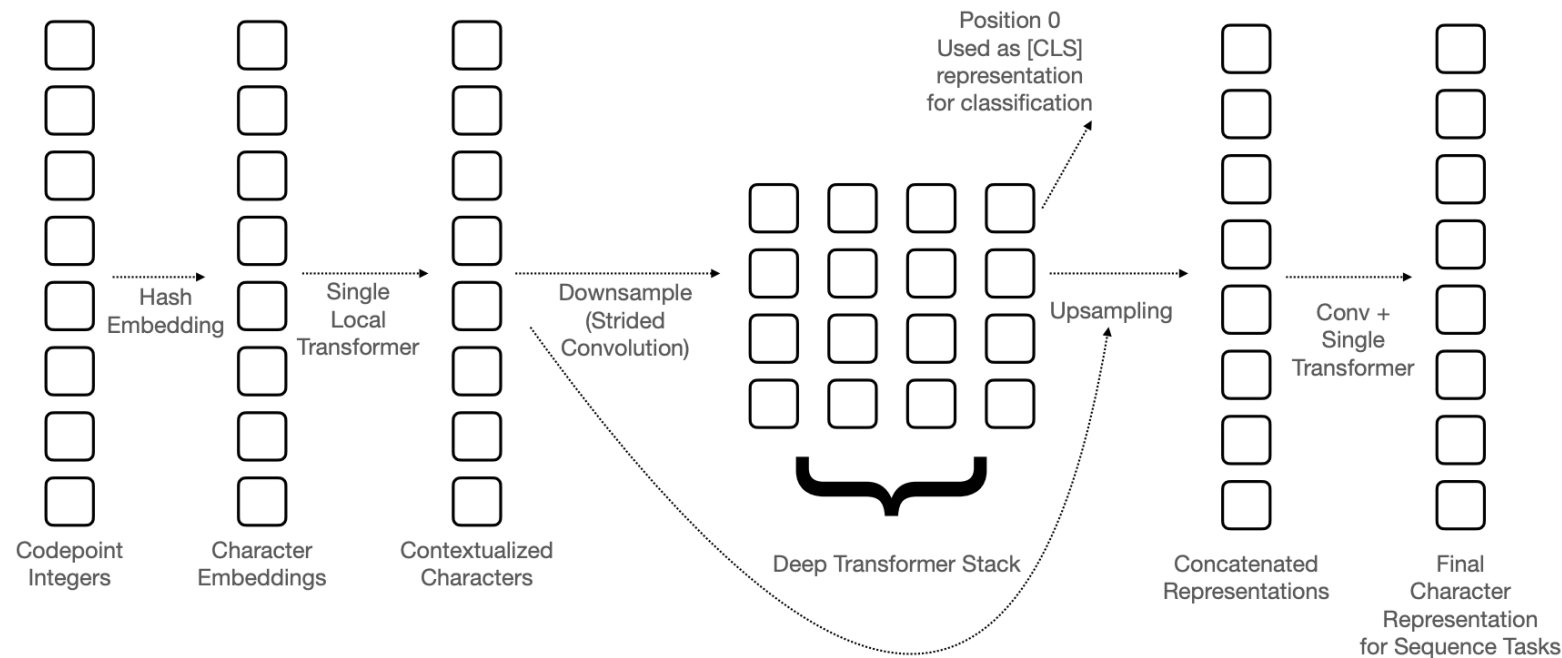 Position 0
Used as [CLS]
representation
for classification
Hash
Embedding
Single
Local
Transformer
Downsample
(Strided
Convolution)
Upsampling
Conv +
Single
Transformer
Codepoint
Integers
Character
Embeddings
Contextualized
Characters
Deep Transformer Stack
Concatenated
Representations
Final
Character
Representation
for Sequence Tasks